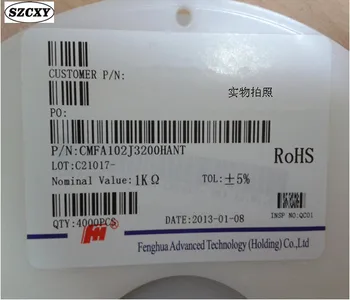 SZCXY
CUSTOMER P/N:
实物拍照
PO:
P/N:CMFA102J3200HANT
LOT:C21017-
RoHS
Nominal Value:1KΩ TOL:±5%
QTY:4000PCS DATE:2013-01-08
INSP NO:QC01
Fenghua Advanced Technology (Holding) Co.,Ltd